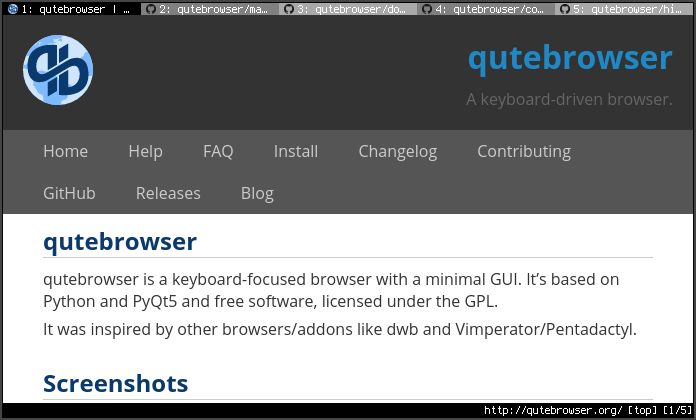 1: qutebrowser | … 2: qutebrowser/ma… 3: qutebrowser/do… 4: qutebrowser/co… 5: qutebrowser/hi…
qutebrowser
A keyboard-driven browser.
Home Help FAQ Install Changelog Contributing
GitHub Releases Blog
qutebrowser
qutebrowser is a keyboard-focused browser with a minimal GUI. It’s based on
Python and PyQt5 and free software, licensed under the GPL.
It was inspired by other browsers/addons like dwb and Vimperator/Pentadactyl.
Screenshots
http://qutebrowser.org/ [top] [1/5]